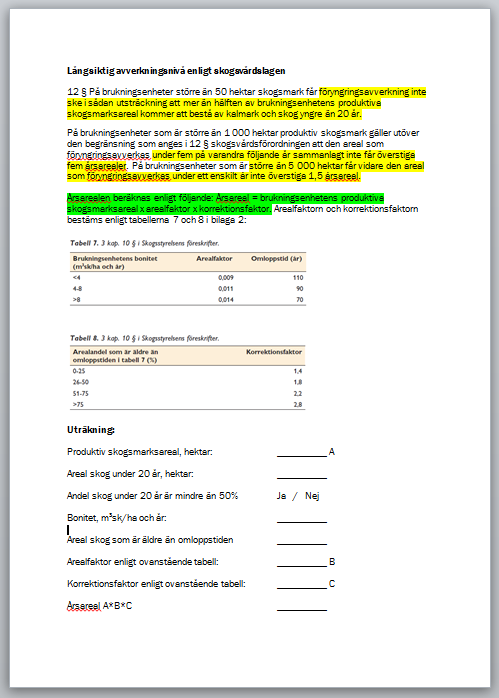 Långsiktig avverkningsnivå enligt skogsvårdslagen
12 § På brukningsenheter större än 50 hektar skogsmark får föryngringsavverkning inte
ske i sådan utsträckning att mer än hälften av brukningsenhetens produktiva
skogsmarksareal kommer att bestå av kalmark och skog yngre än 20 år.
På brukningsenheter som är större än 1 000 hektar produktiv skogsmark gäller utöver
den begränsning som anges i 12 § skogsvårdsförordningen att den areal som
föryngringsavverkas under fem på varandra följande år sammanlagt inte får överstiga
fem årsarealer. På brukningsenheter som är större än 5 000 hektar får vidare den areal
som föryngringsavverkas under ett enskilt år inte överstiga 1,5 årsareal.
Årsarealen beräknas enligt följande: Årsareal = brukningsenhetens produktiva
skogsmarksareal x arealfaktor x korrektionsfaktor. Arealfaktorn och korrektionsfaktorn
bestäms enligt tabellerna 7 och 8 i bilaga 2:
Tabell 7. 3 kap. 10 § i Skogsstyrelsens föreskrifter.
Brukningsenhetens bonitet Arealfaktor Omloppstid (år)
(m³sk/ha och år)
<4 0,009 110
4-8 0,011 90
>8 0,014 70
Tabell 8. 3 kap. 10 § i Skogsstyrelsens föreskrifter.
Arealandel som är äldre än Korrektionsfaktor
omloppstiden i tabell 7 (%)
0-25 1,4
26-50 1,8
51-75 2,2
>75 2,8
Uträkning:
Produktiv skogsmarksareal, hektar: __________ A
Areal skog under 20 år, hektar: __________
Andel skog under 20 år är mindre än 50% Ja / Nej
Bonitet, m³sk/ha och år: __________
Areal skog som är äldre än omloppstiden __________
Arealfaktor enligt ovanstående tabell: __________ B
Korrektionsfaktor enligt ovanstående tabell: __________ C
Årsareal A*B*C __________